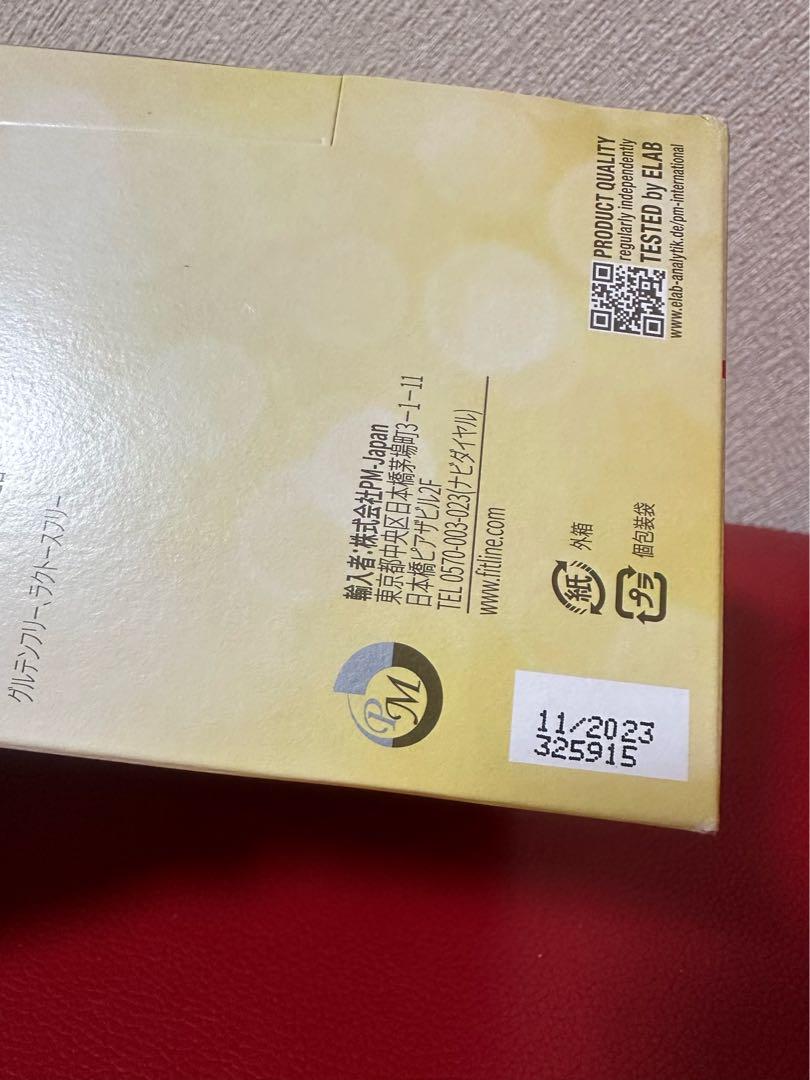 グルテンフリー、ラクトースフリー
輸入者:株式会社PM-Japan
東京都中央区日本橋茅場町3-1-11
日本橋ピアザビル2F
TEL 0570-003-023(ナビダイヤル)
www.fitline.com
PM
PRODUCT QUALITY
regularly independently
TESTED by ELAB
www.elab-analytik.de/pm-international
紙 外箱
プラ 個包装袋
11/2023
325915